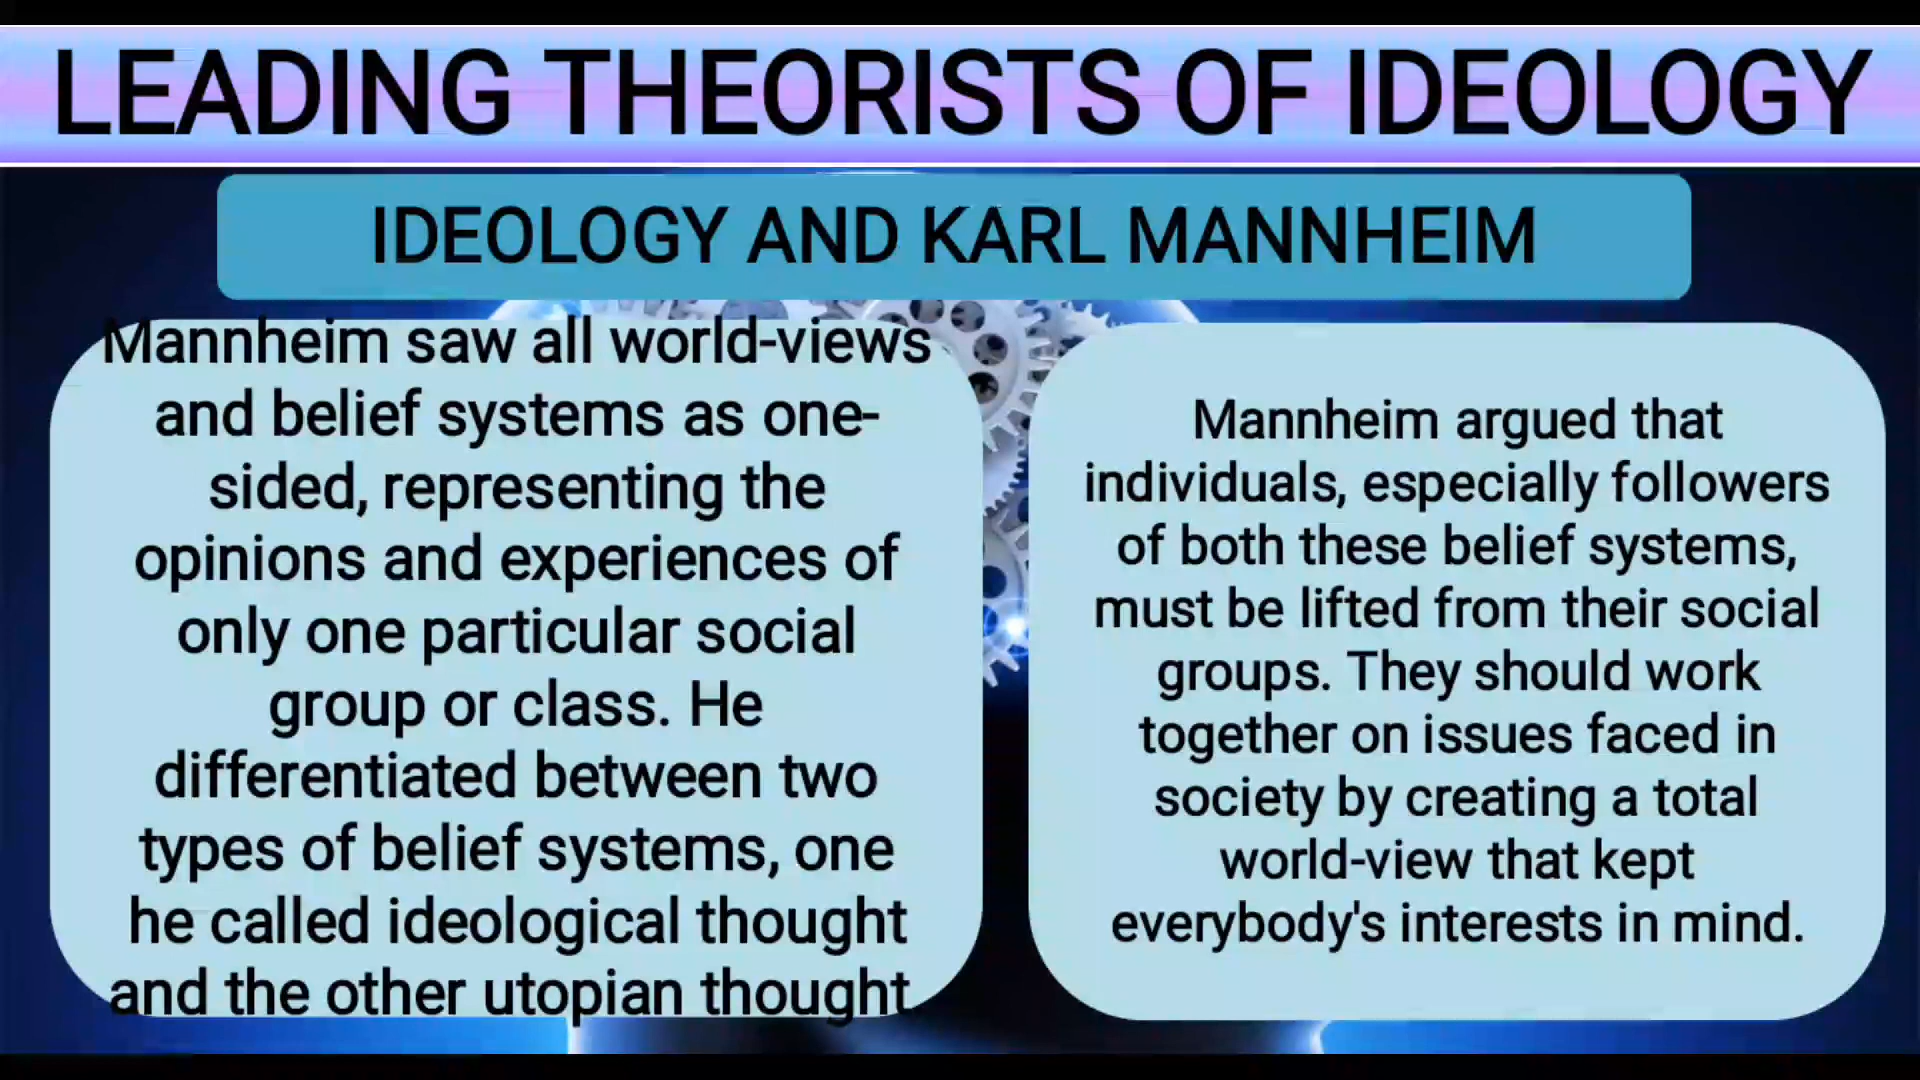 LEADING THEORISTS OF IDEOLOGY
IDEOLOGY AND KARL MANNHEIM
Mannheim saw all world-views
and belief systems as one-
sided, representing the
opinions and experiences of
only one particular social
group or class. He
differentiated between two
types of belief systems, one
he called ideological thought
and the other utopian thought.
Mannheim argued that
individuals, especially followers
of both these belief systems,
must be lifted from their social
groups. They should work
together on issues faced in
society by creating a total
world-view that kept
everybody's interests in mind.